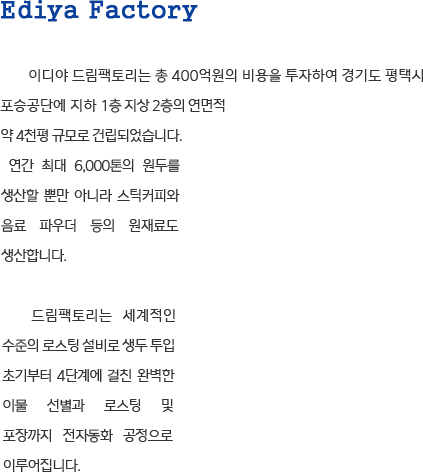 Ediya Factory
이디야 드림팩토리는 총 400억원의 비용을 투자하여 경기도 평택시
포승공단에 지하 1층 지상 2층의 연면적
약 4천평 규모로 건립되었습니다.
연간 최대 6,000톤의 원두를
생산할 뿐만 아니라 스틱커피와
음료 파우더 등의 원재료도
생산합니다.
드림팩토리는 세계적인
수준의 로스팅 설비로 생두 투입
초기부터 4단계에 걸친 완벽한
이물 선별과 로스팅 및
포장까지 전자동화 공정으로
이루어집니다.